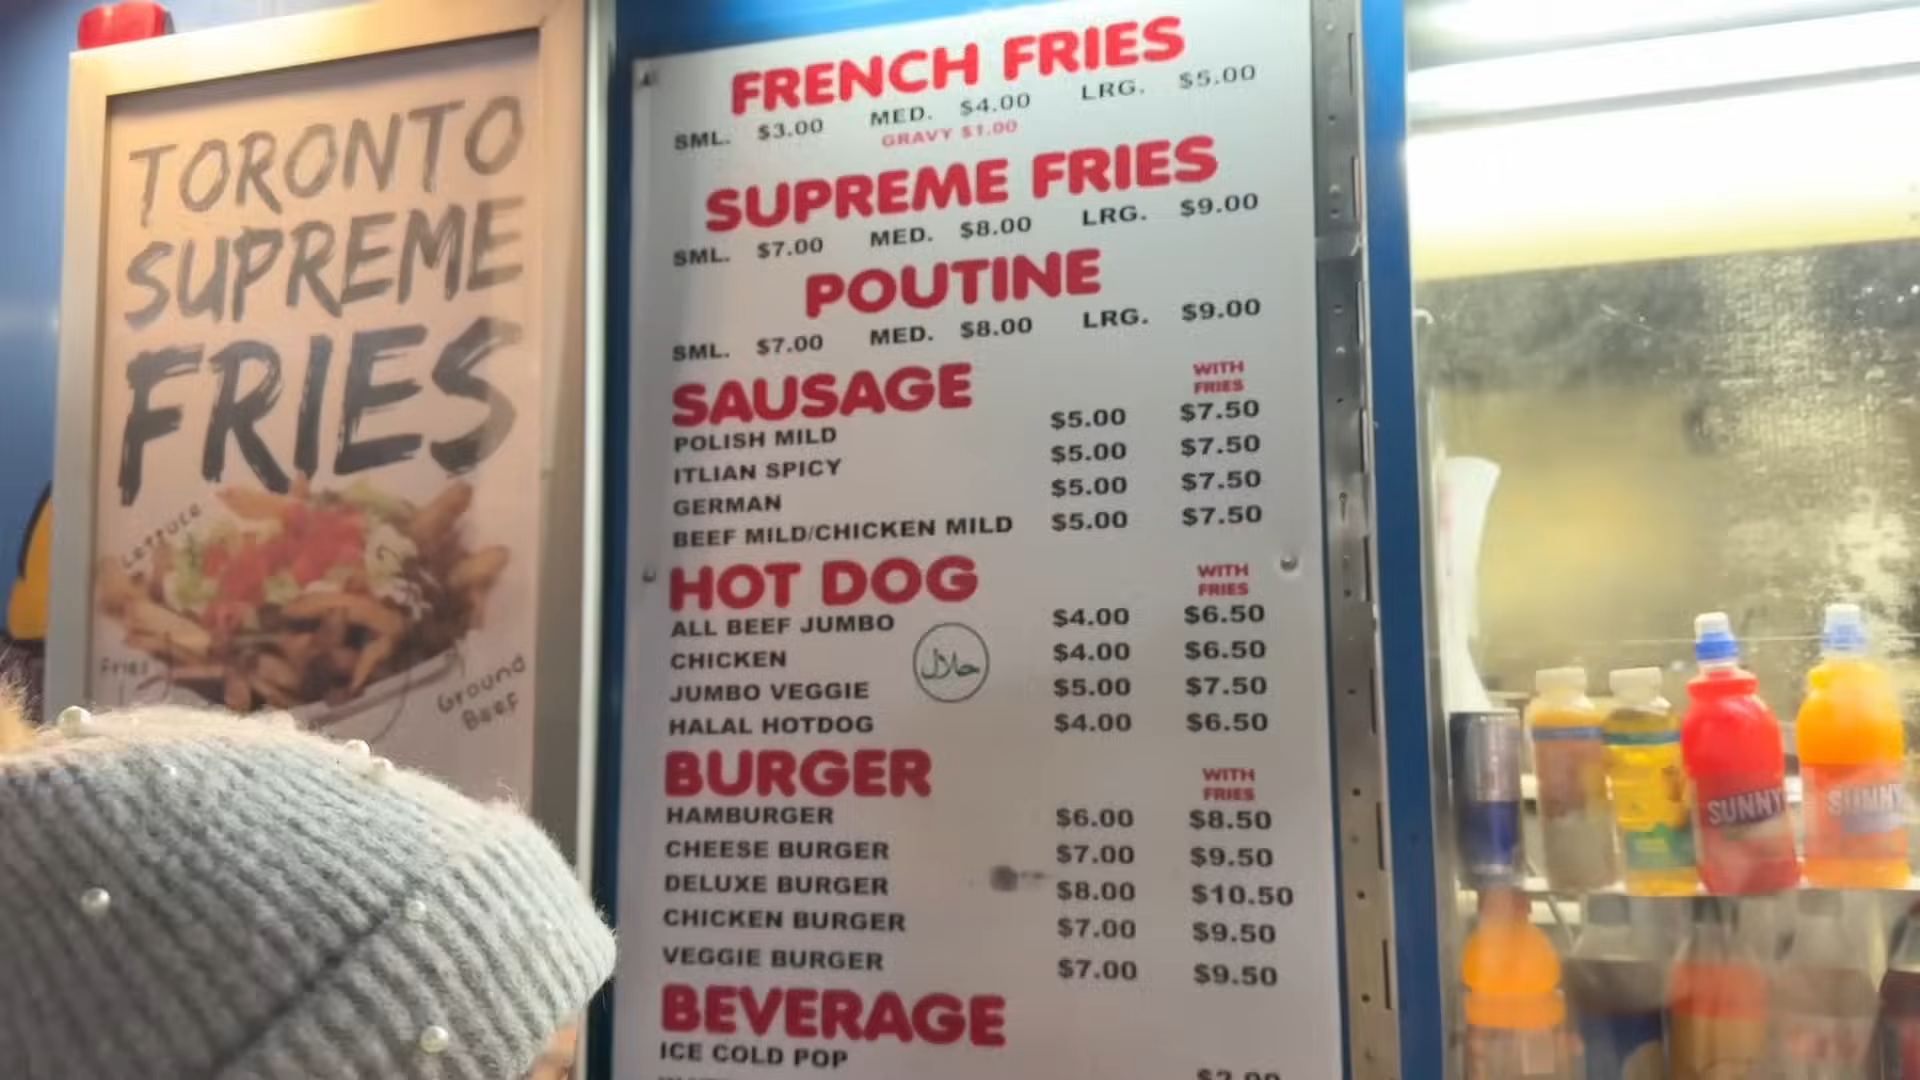 TORONTO
SUPREME
FRIES
LETTUCE
Fries
Ground
Beef
FRENCH FRIES
SML. $3.00 MED. $4.00 LRG. $5.00
GRAVY $1.00
SUPREME FRIES
SML. $7.00 MED. $8.00 LRG. $9.00
POUTINE
SML. $7.00 MED. $8.00 LRG. $9.00
SAUSAGE WITH FRIES
POLISH MILD $5.00 $7.50
ITLIAN SPICY $5.00 $7.50
GERMAN $5.00 $7.50
BEEF MILD/CHICKEN MILD $5.00 $7.50
HOT DOG WITH FRIES
ALL BEEF JUMBO $4.00 $6.50
CHICKEN $4.00 $6.50
حلال
JUMBO VEGGIE $5.00 $7.50
HALAL HOTDOG $4.00 $6.50
BURGER WITH FRIES
HAMBURGER $6.00 $8.50
CHEESE BURGER $7.00 $9.50
DELUXE BURGER $8.00 $10.50
CHICKEN BURGER $7.00 $9.50
VEGGIE BURGER $7.00 $9.50
BEVERAGE
ICE COLD POP
SUNNY
SUNNY